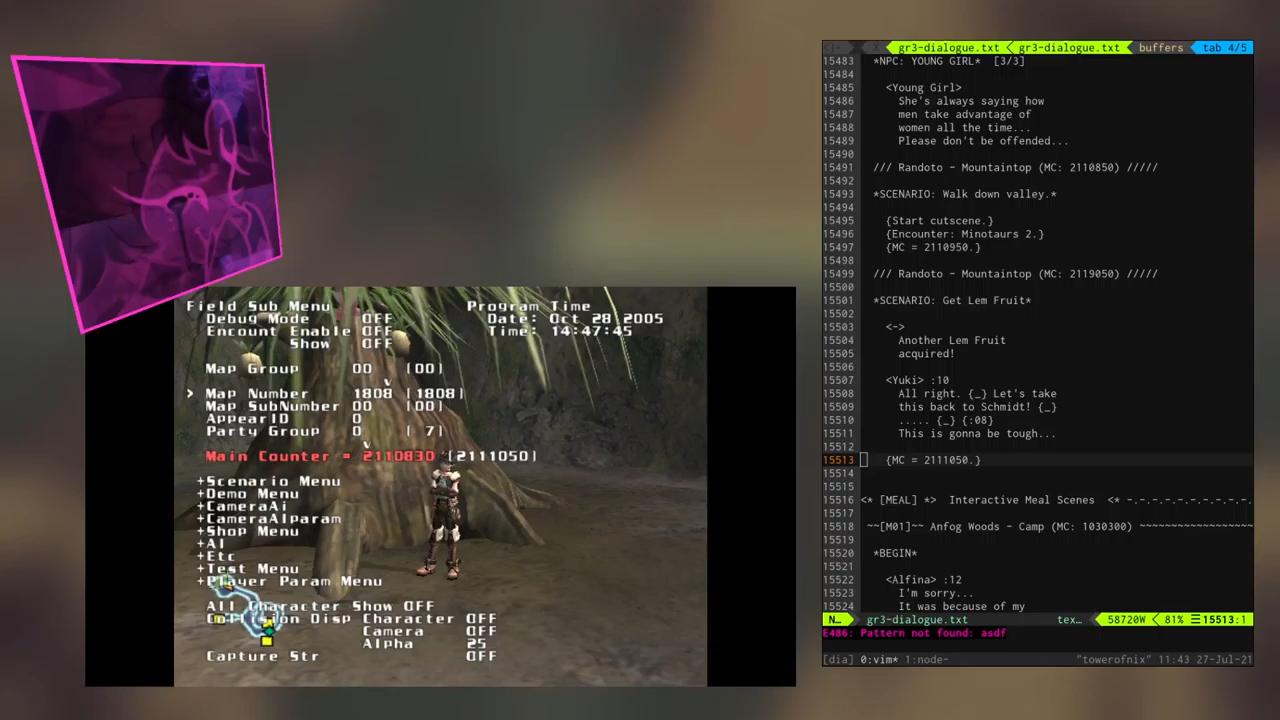 Field Sub Menu
Program Time
Debug Mode OFF
Date: Oct 28 2005
Encount Enable OFF
Time: 14:47:45
Show OFF
Map Group 00 (00)
v
> Map Number 1808 (1808)
Map SubNumber 00 (00)
AppearID 0
Party Group 0 ( 7)
v
Main Counter = 2110830 (2111050)
+Scenario Menu
+Demo Menu
+CameraAi
+CameraAIparam
+Shop Menu
+AI
+Etc
+Test Menu
+Player Param Menu
All Character Show OFF
Collision Disp Character OFF
Camera OFF
Alpha 25
Capture Str OFF
gr3-dialogue.txt gr3-dialogue.txt buffers tab 4/5
15483 *NPC: YOUNG GIRL* [3/3]
15484
15485 <Young Girl>
15486 She's always saying how
15487 men take advantage of
15488 women all the time...
15489 Please don't be offended...
15490
15491 /// Randoto - Mountaintop (MC: 2110850) /////
15492
15493 *SCENARIO: Walk down valley.*
15494
15495 {Start cutscene.}
15496 {Encounter: Minotaurs 2.}
15497 {MC = 2110950.}
15498
15499 /// Randoto - Mountaintop (MC: 2119050) /////
15500
15501 *SCENARIO: Get Lem Fruit*
15502
15503 <->
15504 Another Lem Fruit
15505 acquired!
15506
15507 <Yuki> :10
15508 All right. {_} Let's take
15509 this back to Schmidt! {_}
15510 ..... {_} {:08}
15511 This is gonna be tough...
15512
15513 {MC = 2111050.}
15514
15515
15516 <* [MEAL] *> Interactive Meal Scenes <* -.-.-.-.-.-.-.-.-.-.
15517
15518 ~~[M01]~~ Anfog Woods - Camp (MC: 1030300) ~~~~~~~~~~~~~~~~~~
15519
15520 *BEGIN*
15521
15522 <Alfina> :12
15523 I'm sorry...
15524 It was because of my
N… gr3-dialogue.txt tex… 58720W < 81% ☰15513:1
E486: Pattern not found: asdf
[dia] 0:vim* 1:node- "towerofnix" 11:43 27-Jul-21